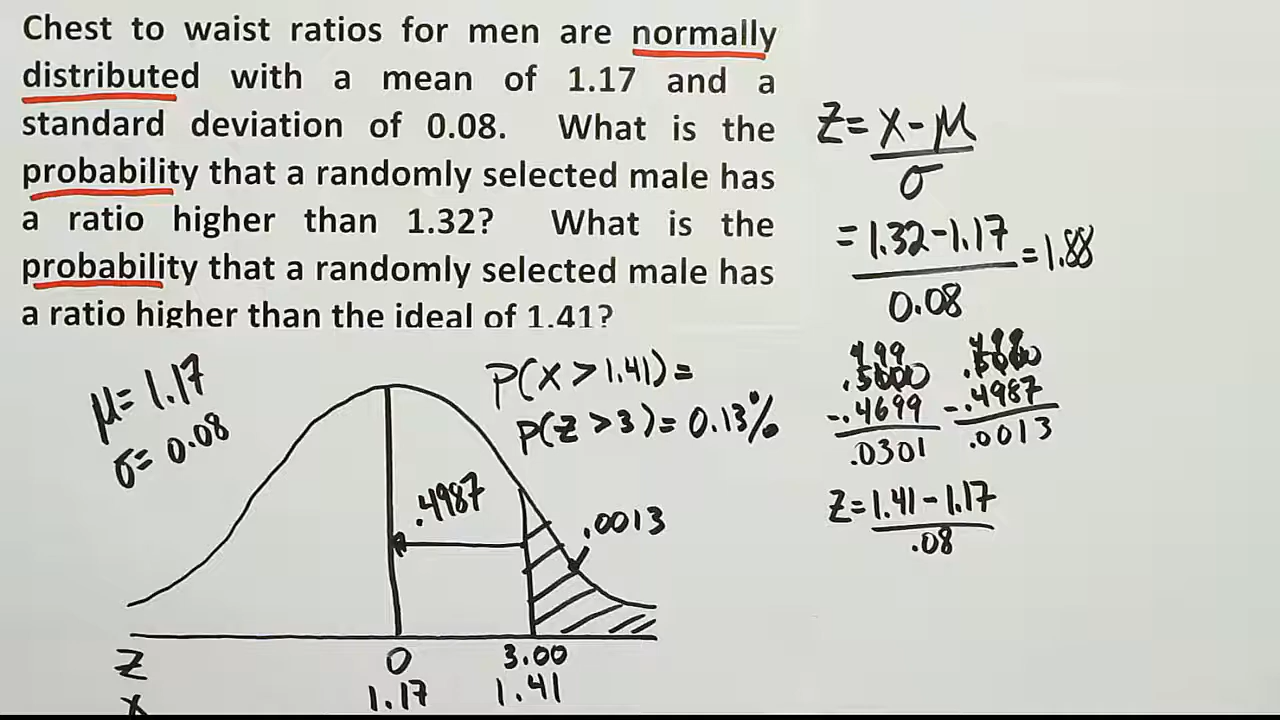 Chest to waist ratios for men are normally
distributed with a mean of 1.17 and a
standard deviation of 0.08. What is the
probability that a randomly selected male has
a ratio higher than 1.32? What is the
probability that a randomly selected male has
a ratio higher than the ideal of 1.41?
μ = 1.17
σ = 0.08
P(X > 1.41) =
P(Z > 3) = 0.13%
.4987
.0013
0 3.00
Z
1.17 1.41
X
Z = X - μ
σ
= 1.32 - 1.17 = 1.88
0.08
499
.5000
- .4699
.0301
.5000
- .4987
.0013
Z = 1.41 - 1.17
.08